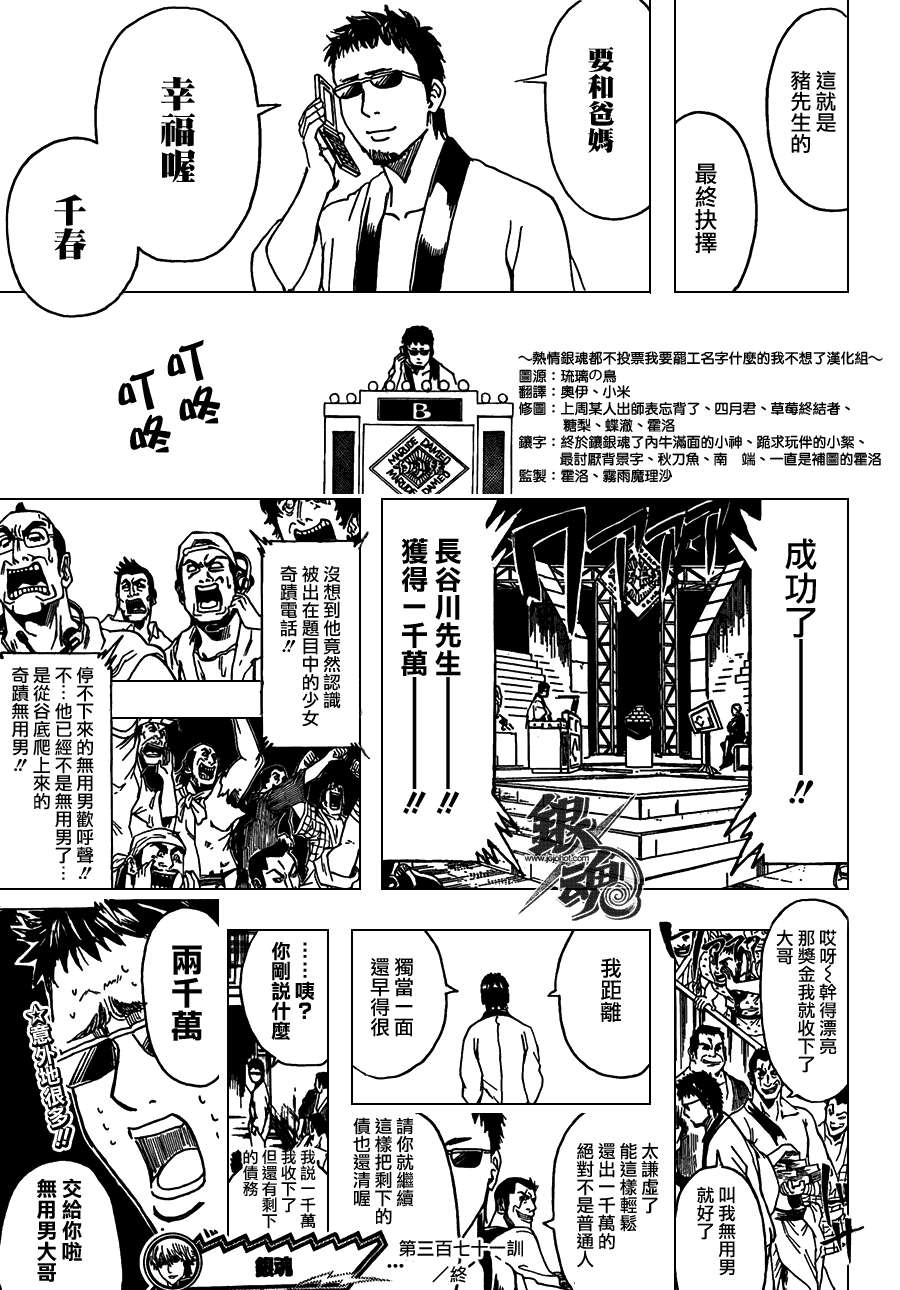 這就是
豬先生的
最終抉擇
要和爸媽
幸福喔
千春
叮咚
叮咚
B
MARUDE DAMEO
MARUDE DAMEO
～熱情銀魂都不投票我要罷工名字什麼的我不想了漢化組～
圖源：琉璃の鳥
翻譯：奧伊、小米
修圖：上周某人出師表忘背了、四月君、草莓終結者、
糖梨、蝶澈、霍洛
鑲字：終於鑲銀魂了內牛滿面的小神、跪求玩伴的小絮、
最討厭背景字、秋刀魚、南　端、一直是補圖的霍洛
監製：霍洛、霧雨魔理沙
成功了——!!
長谷川先生——!!
獲得一千萬——!!
沒想到他竟然認識
被出在題目中的少女
奇蹟電話!!
停不下來的無用男歡呼聲!!
不…他已經不是無用男了…
是從谷底爬上來的
奇蹟無用男!!
銀魂
www.jojohot.com
哎呀～幹得漂亮
那獎金我就收下了
大哥
叫我無用男
就好了
我距離
獨當一面
還早得很
太謙虛了
能這樣輕鬆
還出一千萬的
絕對不是普通人
請你就繼續
這樣把剩下的
債也還清喔
……咦？
你剛說什麼
我說一千萬
我收下了
但還有剩下
的債務
兩千萬
☆意外地很多!!
交給你啦
無用男大哥
銀魂
第三百七十一訓
…
／終